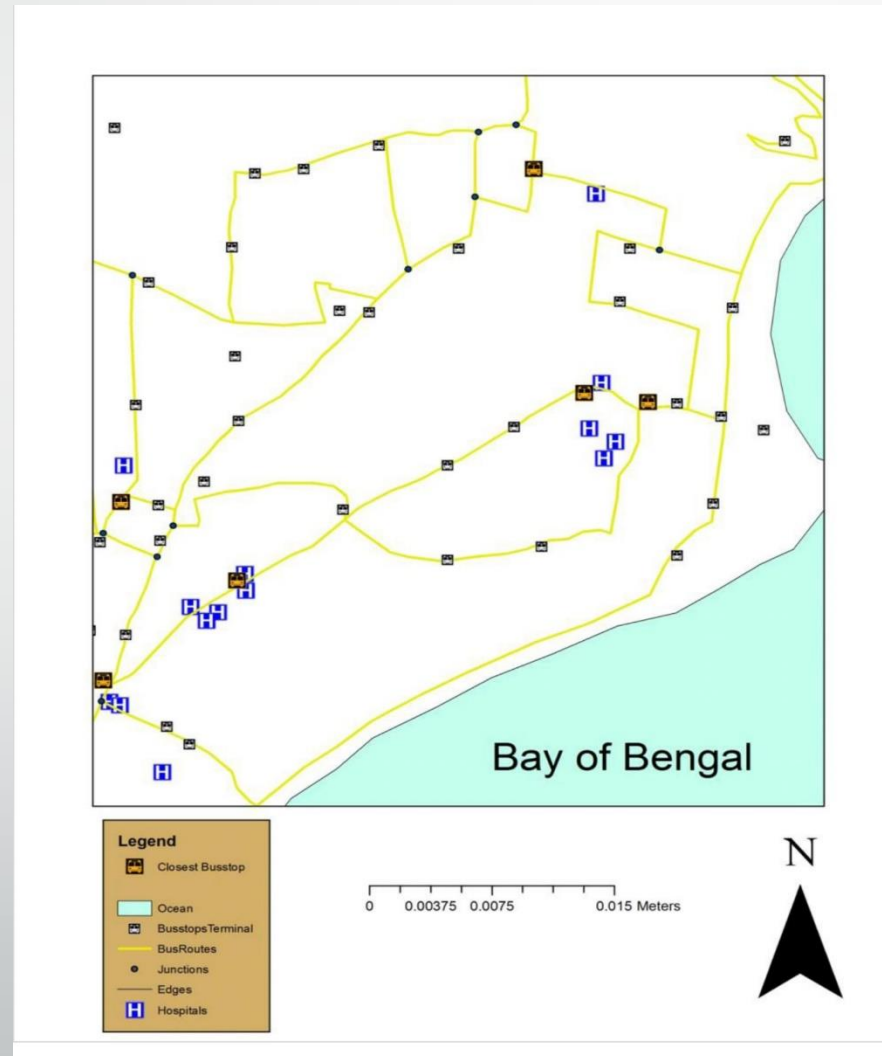 Bay of Bengal
Legend
Closest Busstop
Ocean
BusstopsTerminal
BusRoutes
Junctions
Edges
H Hospitals
0 0.00375 0.0075 0.015 Meters
N